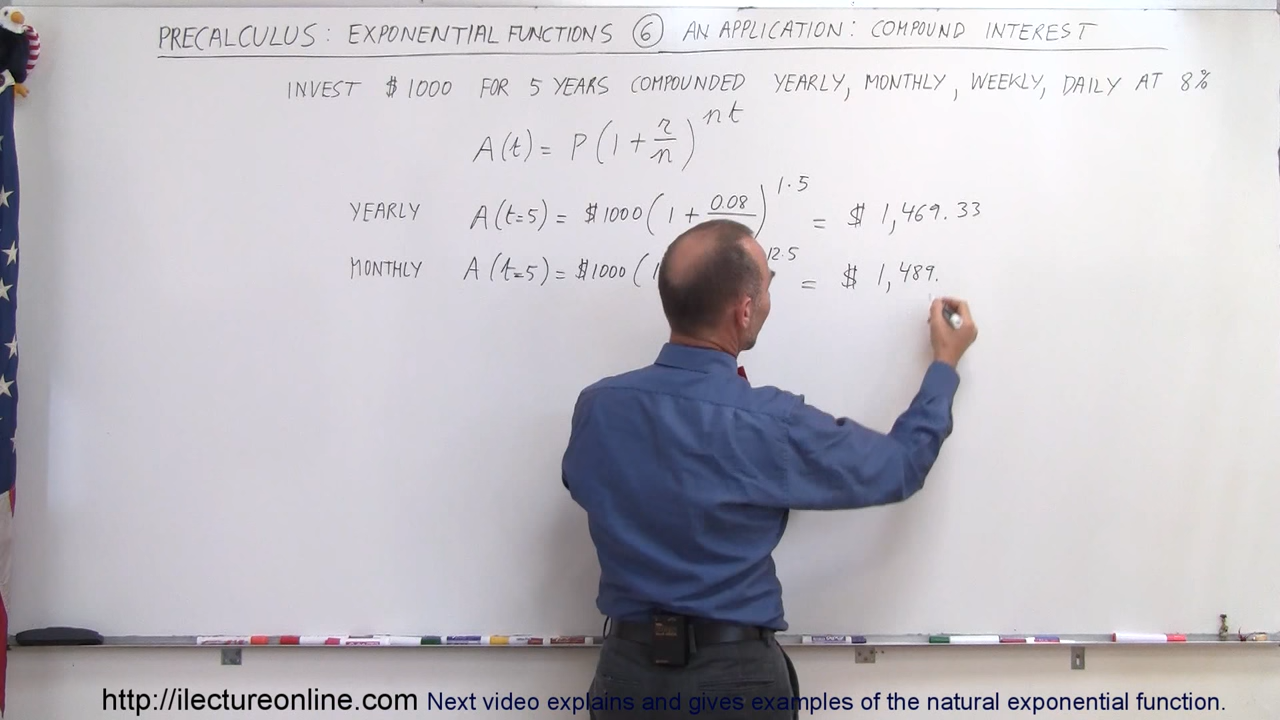 PRECALCULUS: EXPONENTIAL FUNCTIONS ⑥ AN APPLICATION: COMPOUND INTEREST
INVEST $1000 FOR 5 YEARS COMPOUNDED YEARLY, MONTHLY, WEEKLY, DAILY AT 8%
A(t) = P(1 + r/n)^nt
YEARLY A(t=5) = $1000(1 + 0.08/ )^1·5 = $ 1,469.33
MONTHLY A(t=5) = $1000(1 12·5 = $ 1,489.
http://ilectureonline.com Next video explains and gives examples of the natural exponential function.